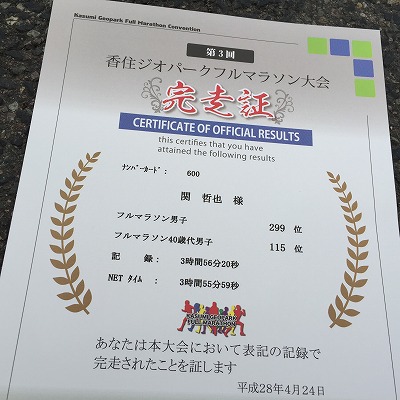 Kasumi Geopark Full Marathon Convention
第3回
香住ジオパークフルマラソン大会
完走証
CERTIFICATE OF OFFICIAL RESULTS
this certifies that you have
attained the following results
ﾅﾝﾊﾞｰｶｰﾄﾞ： 600
関 哲也 様
フルマラソン男子 299 位
フルマラソン40歳代男子 115 位
記 録： 3時間56分20秒
NET タイム ： 3時間55分59秒
KASUMI GEOPARK
FULL MARATHON
あなたは本大会において表記の記録で
完走されたことを証します
平成28年4月24日